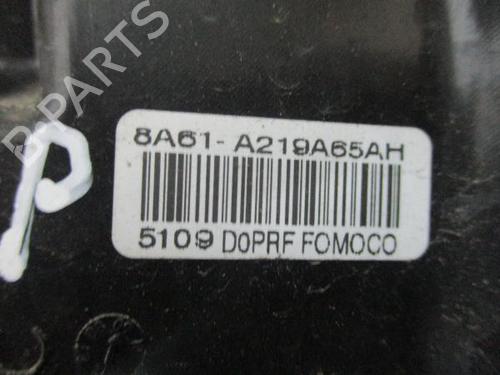 B-PARTS
8A61- A219A65AH
5109 D0PRF FOMOCO
P